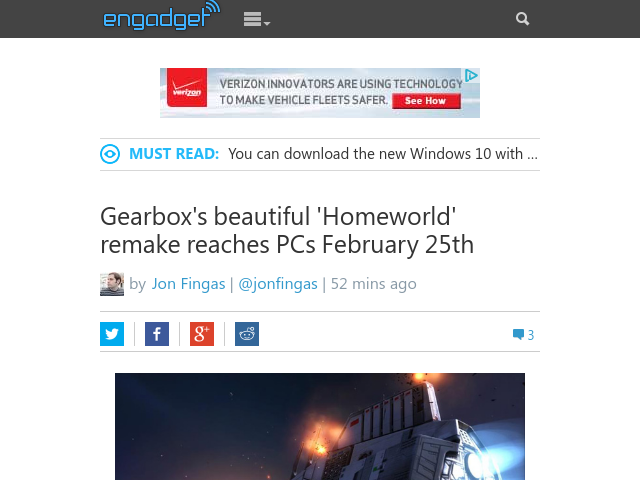 engadget
verizon
VERIZON INNOVATORS ARE USING TECHNOLOGY
TO MAKE VEHICLE FLEETS SAFER.
See How
MUST READ: You can download the new Windows 10 with ...
Gearbox's beautiful 'Homeworld'
remake reaches PCs February 25th
by Jon Fingas | @jonfingas | 52 mins ago
f g+ 3